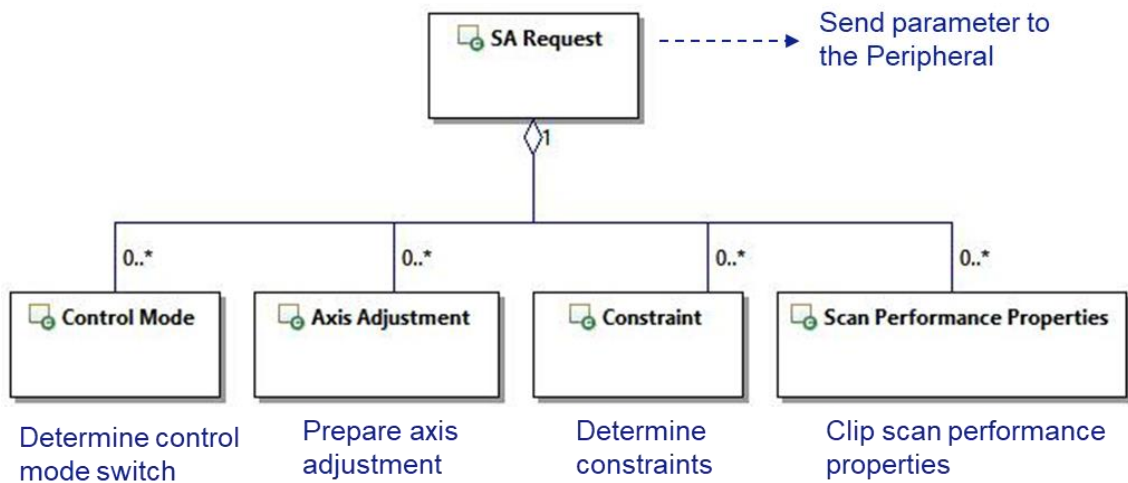 SA Request
Send parameter to
the Peripheral
1
0..*
0..*
0..*
0..*
Control Mode
Axis Adjustment
Constraint
Scan Performance Properties
Determine control
mode switch
Prepare axis
adjustment
Determine
constraints
Clip scan performance
properties